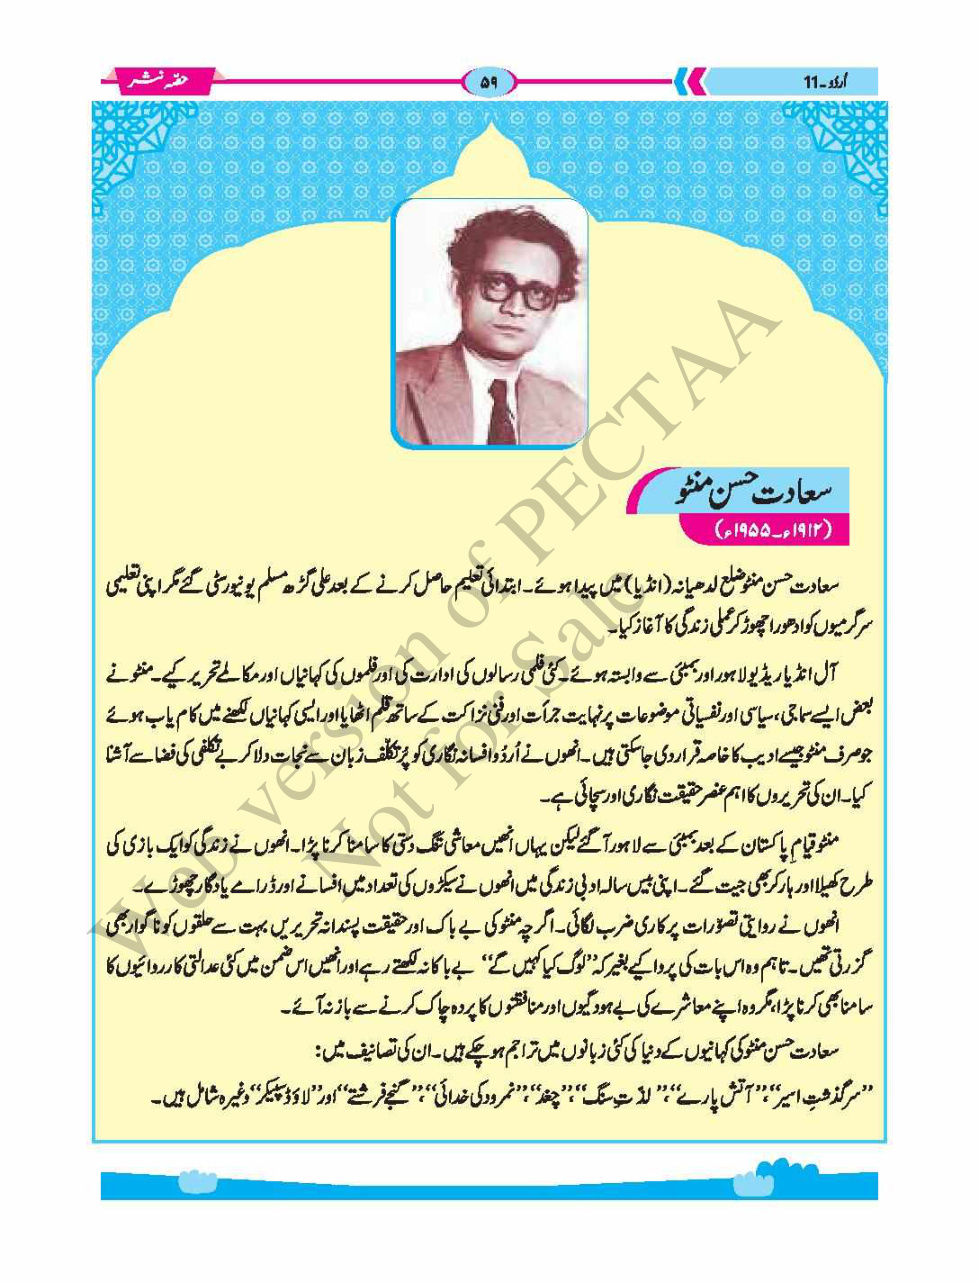 اُردو۔11
۵۹
حصّہ نثر
سعادت حسن منٹو
(۱۹۱۲ء۔۱۹۵۵ء)
سعادت حسن منٹو ضلع لدھیانہ (انڈیا) میں پیدا ہوئے۔ ابتدائی تعلیم حاصل کرنے کے بعد علی گڑھ مسلم یونیورسٹی گئے مگر اپنی تعلیمی
سرگرمیوں کو ادھورا چھوڑ کر عملی زندگی کا آغاز کیا۔
آل انڈیا ریڈیو لاہور اور بمبئی سے وابستہ ہوئے۔ کئی فلمی رسالوں کی ادارت کی اور فلموں کی کہانیاں اور مکالمے تحریر کیے۔ منٹو نے
بعض ایسے سماجی، سیاسی اور نفسیاتی موضوعات پر نہایت جرأت اور فنی نزاکت کے ساتھ قلم اٹھایا اور ایسی کہانیاں لکھنے میں کام یاب ہوئے
جو صرف منٹو جیسے ادیب کا خاصہ قرار دی جا سکتی ہیں۔ انھوں نے اُردو افسانہ نگاری کو پُر تکلّف زبان سے نجات دلا کر بے تکلفی کی فضا سے آشنا
کیا۔ ان کی تحریروں کا اہم عنصر حقیقت نگاری اور سچائی ہے۔
منٹو قیامِ پاکستان کے بعد بمبئی سے لاہور آ گئے لیکن یہاں انھیں معاشی تنگ دستی کا سامنا کرنا پڑا۔ انھوں نے زندگی کو ایک بازی کی
طرح کھیلا اور ہار کر بھی جیت گئے۔ اپنی بیس سالہ ادبی زندگی میں انھوں نے سیکڑوں کی تعداد میں افسانے اور ڈرامے یادگار چھوڑے۔
انھوں نے روایتی تصوّرات پر کاری ضرب لگائی۔ اگرچہ منٹو کی بے باک اور حقیقت پسندانہ تحریریں بہت سے حلقوں کو ناگوار بھی
گزرتی تھیں۔ تاہم وہ اس بات کی پروا کیے بغیر کہ ”لوگ کیا کہیں گے“ بے باکانہ لکھتے رہے اور انھیں اس ضمن میں کئی عدالتی کارروائیوں کا
سامنا بھی کرنا پڑا، مگر وہ اپنے معاشرے کی بے ہودگیوں اور منافقتوں کا پردہ چاک کرنے سے باز نہ آئے۔
سعادت حسن منٹو کی کہانیوں کے دنیا کی کئی زبانوں میں تراجم ہو چکے ہیں۔ ان کی تصانیف میں:
”سرگذشتِ اسیر“، ”آتش پارے“، ”لذّتِ سنگ“، ”چغد“، ”نمرود کی خدائی“، ”گنجے فرشتے“ اور ”لاؤڈ سپیکر“ وغیرہ شامل ہیں۔
Web version of PECTAA
Not for Sale